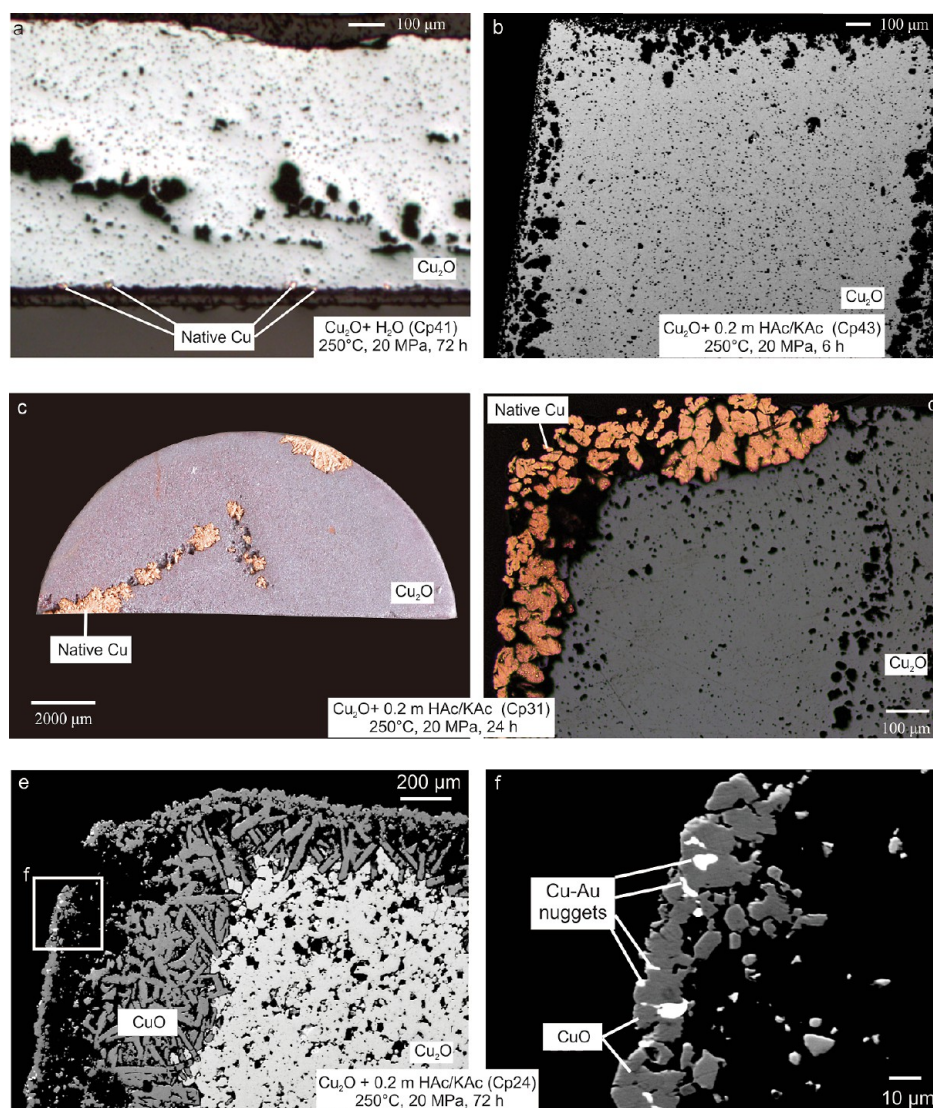 a
100 µm
Cu₂O
Native Cu
Cu₂O+ H₂O (Cp41)
250°C, 20 MPa, 72 h
b
100 µm
Cu₂O
Cu₂O+ 0.2 m HAc/KAc (Cp43)
250°C, 20 MPa, 6 h
c
Cu₂O
Native Cu
2000 µm
Cu₂O+ 0.2 m HAc/KAc (Cp31)
250°C, 20 MPa, 24 h
Native Cu
Cu₂O
100 µm
e
200 µm
f
CuO
Cu₂O
Cu₂O + 0.2 m HAc/KAc (Cp24)
250°C, 20 MPa, 72 h
f
Cu-Au
nuggets
CuO
10 µm